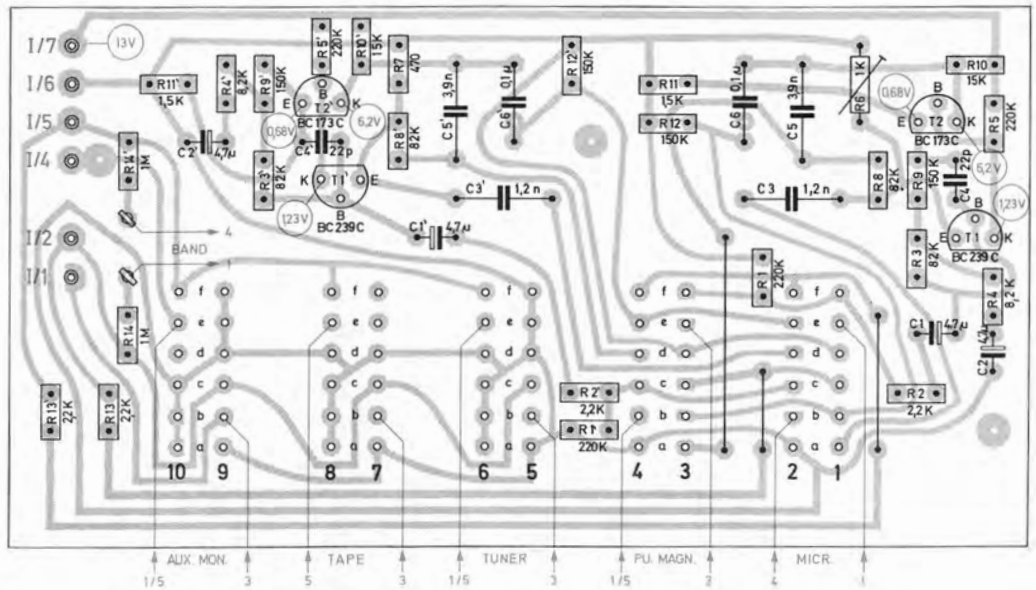 I/7 13V
I/6
I/5
I/4
I/2
I/1
R11' 1,5K
R4' 8,2K
R9' 150K
R5' 220K
R10' 15K
R7 470
C5' 3,9n
C6' 0,1µ
R12' 150K
R11 1,5K
R12 150K
C6 0,1µ
C5 3,9n
1K R6
R10 15K
B E T2' K
BC173C
0,68V
6,2V
C2' 4,7µ
C4' 22p
R8' 82K
R14' 1M
R3' 82K
K T1' E B
BC239C
1,23V
C3' 1,2n
C1' 4,7µ
C3 1,2n
R8 82K
0,68V
B E T2 K
BC173C
R5 220K
R9 150K
C4 22p
6,2V
1,23V
B E T1 K
BC239C
R3 82K
R4 8,2K
R1 220K
C1 4,7µ
C2 4,7µ
4
BAND
1
R14 1M
R13' 2,2K
R13 2,2K
f f f f f
e e e e e
d d d d d
c c c c c
b b b b b
a a a a a
R2' 2,2K
R1' 220K
R2 2,2K
10 9 8 7 6 5 4 3 2 1
AUX. MON. TAPE TUNER PU. MAGN. MICR.
1/5 3 5 3 1/5 3 1/5 2 4 1